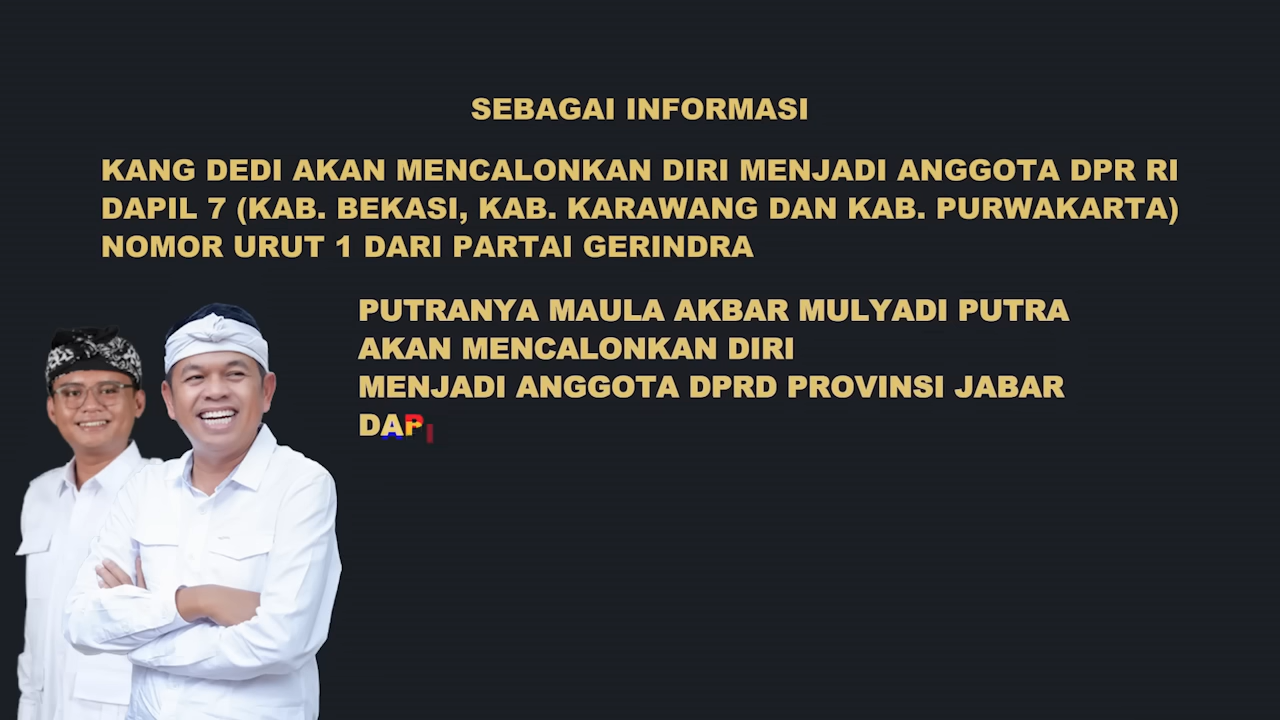 SEBAGAI INFORMASI
KANG DEDI AKAN MENCALONKAN DIRI MENJADI ANGGOTA DPR RI
DAPIL 7 (KAB. BEKASI, KAB. KARAWANG DAN KAB. PURWAKARTA)
NOMOR URUT 1 DARI PARTAI GERINDRA
PUTRANYA MAULA AKBAR MULYADI PUTRA
AKAN MENCALONKAN DIRI
MENJADI ANGGOTA DPRD PROVINSI JABAR
DAPI